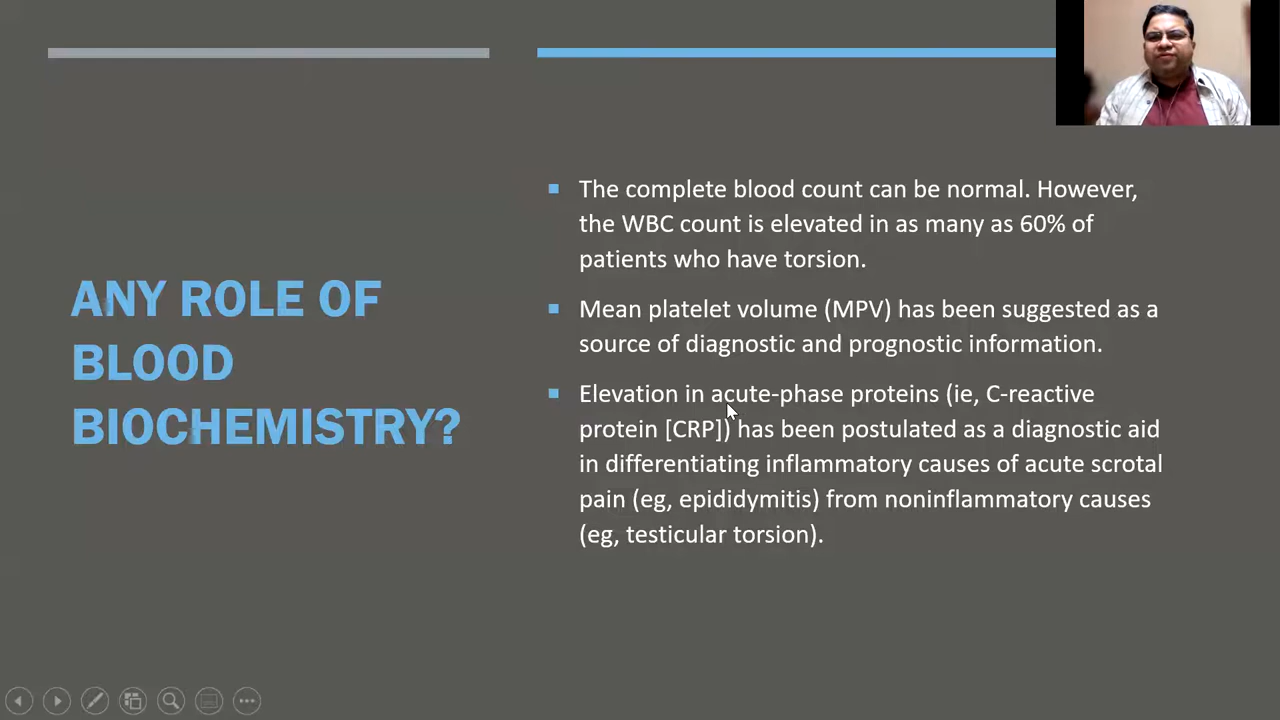 ANY ROLE OF
BLOOD
BIOCHEMISTRY?
The complete blood count can be normal. However,
the WBC count is elevated in as many as 60% of
patients who have torsion.
Mean platelet volume (MPV) has been suggested as a
source of diagnostic and prognostic information.
Elevation in acute-phase proteins (ie, C-reactive
protein [CRP]) has been postulated as a diagnostic aid
in differentiating inflammatory causes of acute scrotal
pain (eg, epididymitis) from noninflammatory causes
(eg, testicular torsion).